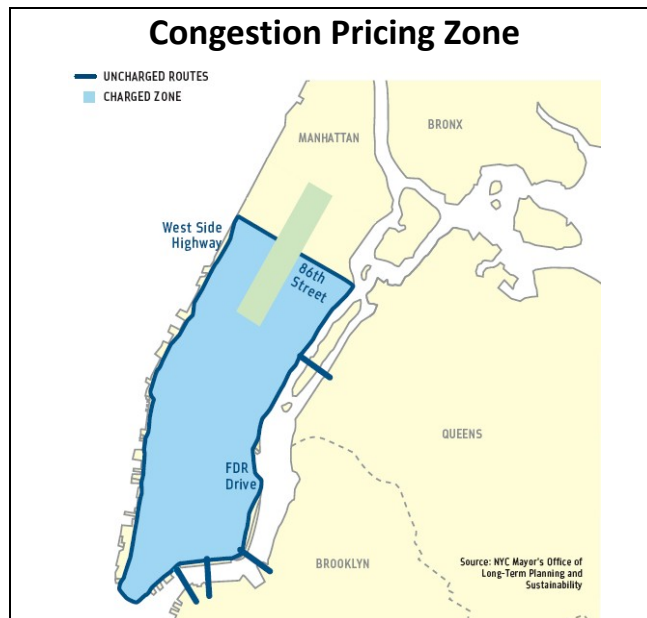 Congestion Pricing Zone
UNCHARGED ROUTES
CHARGED ZONE
BRONX
MANHATTAN
West Side
Highway
86th
Street
QUEENS
FDR
Drive
BROOKLYN
Source: NYC Mayor's Office of
Long-Term Planning and
Sustainability